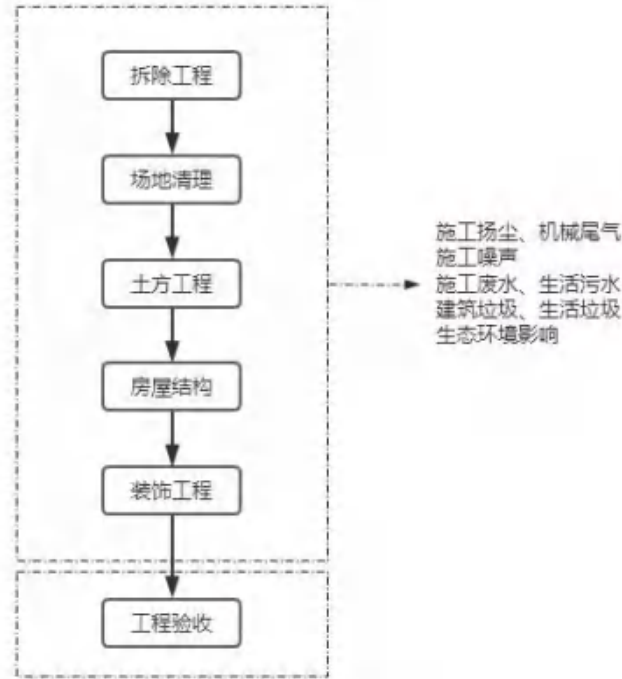 拆除工程
场地清理
土方工程
房屋结构
装饰工程
工程验收
施工扬尘、机械尾气
施工噪声
施工废水、生活污水
建筑垃圾、生活垃圾
生态环境影响